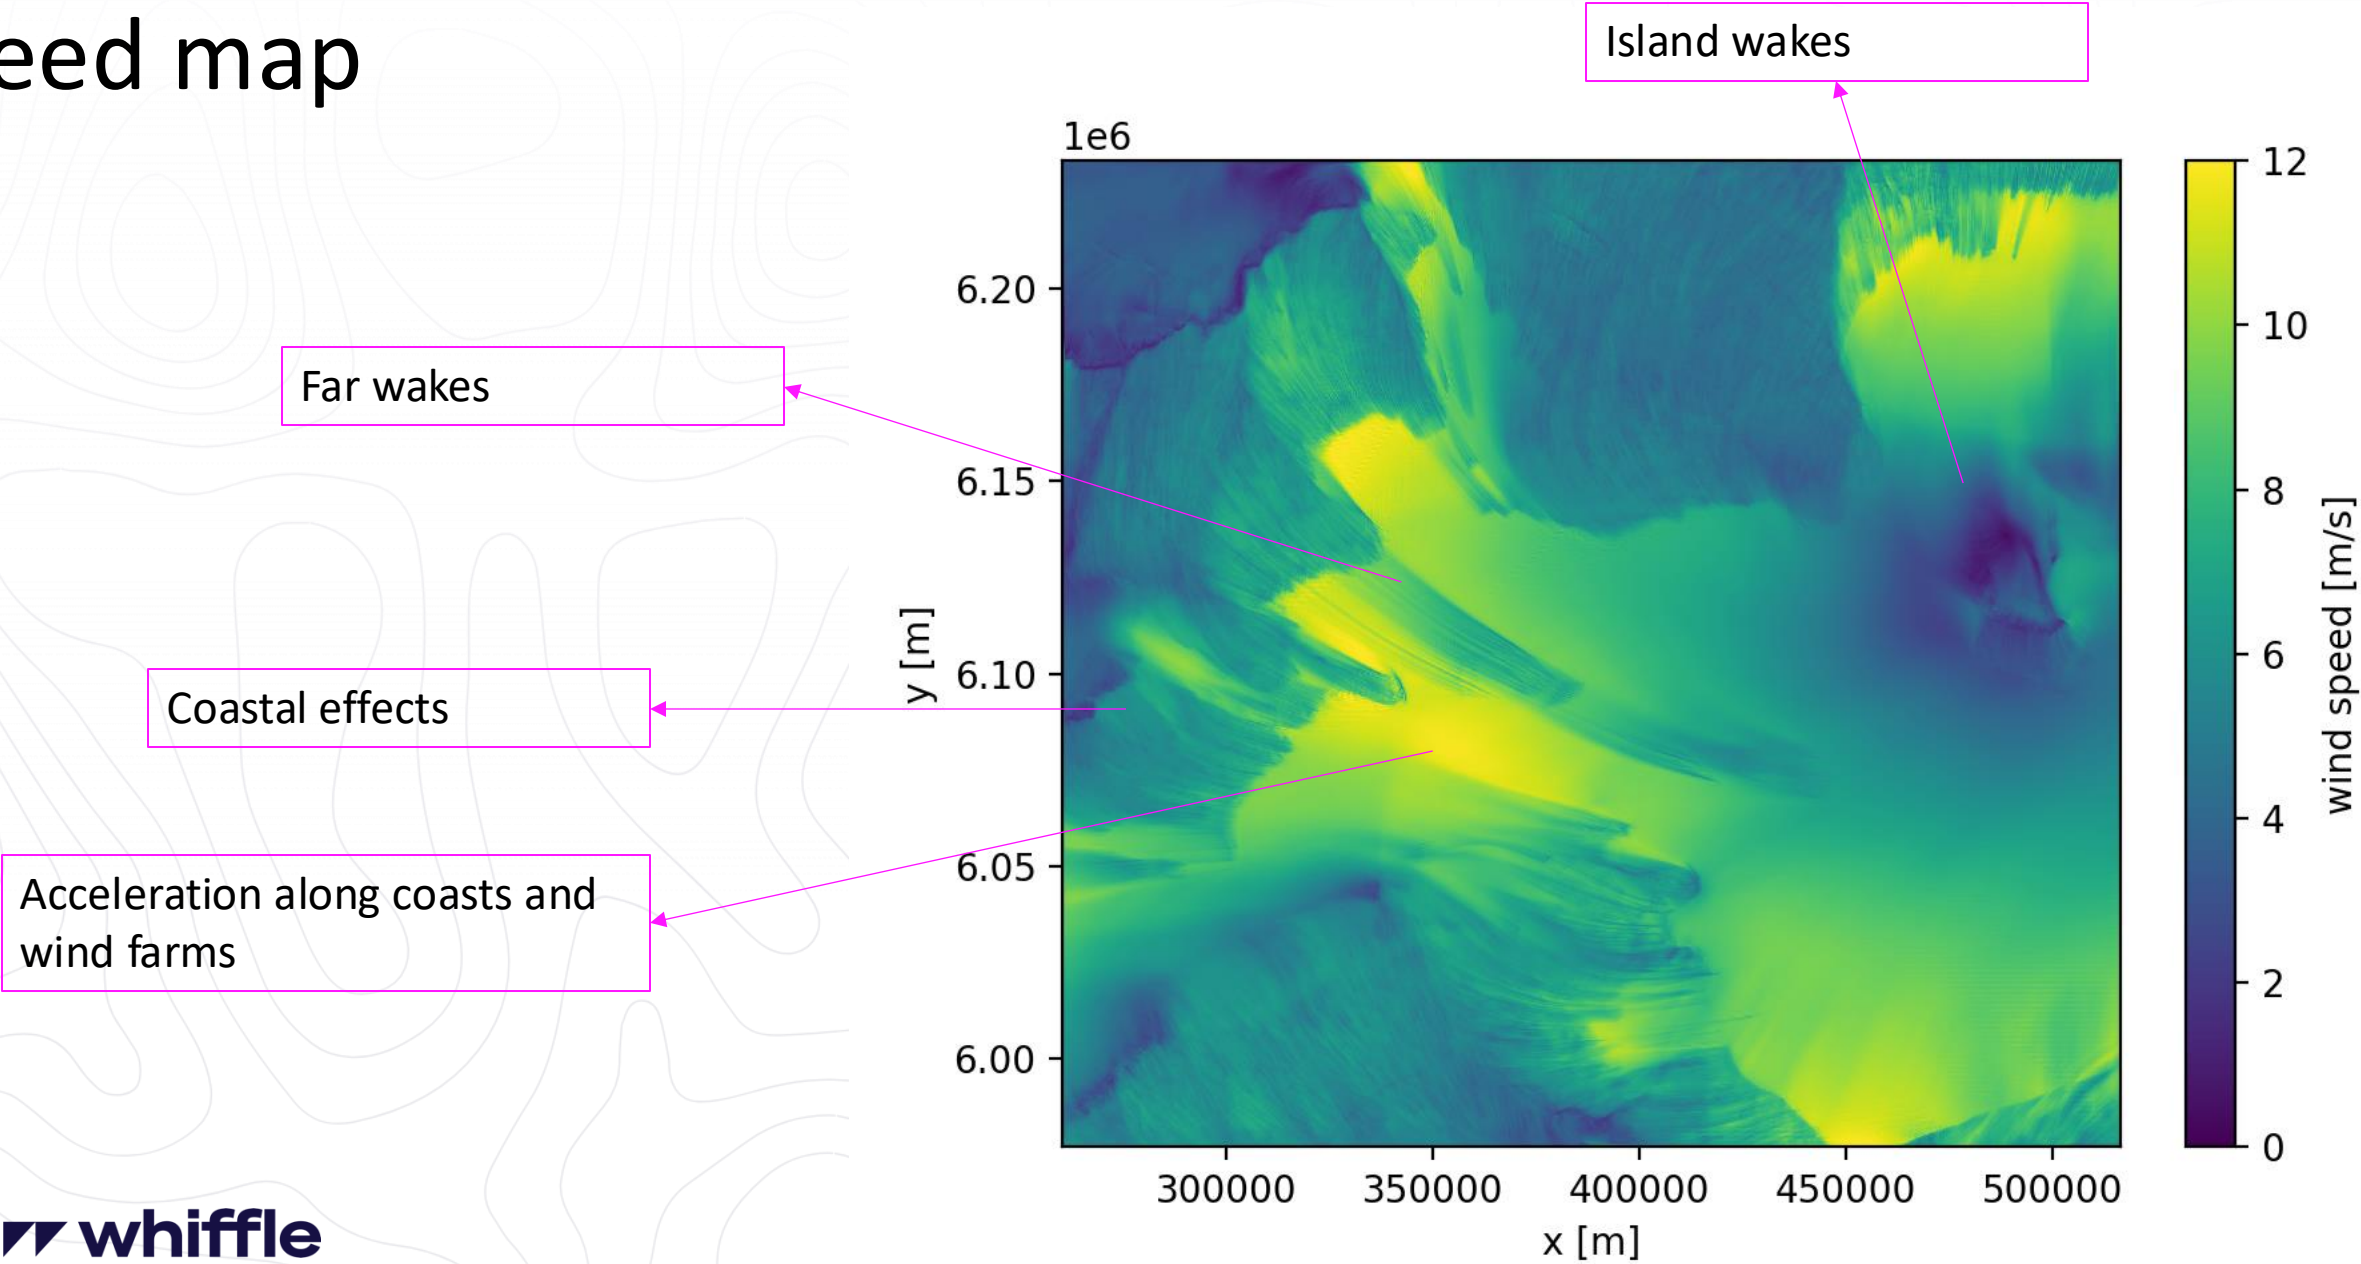 eed map
Island wakes
Far wakes
Coastal effects
Acceleration along coasts and
wind farms
1e6
6.20
6.15
6.10
6.05
6.00
y [m]
300000 350000 400000 450000 500000
x [m]
12
10
8
6
4
2
0
wind speed [m/s]
whiffle